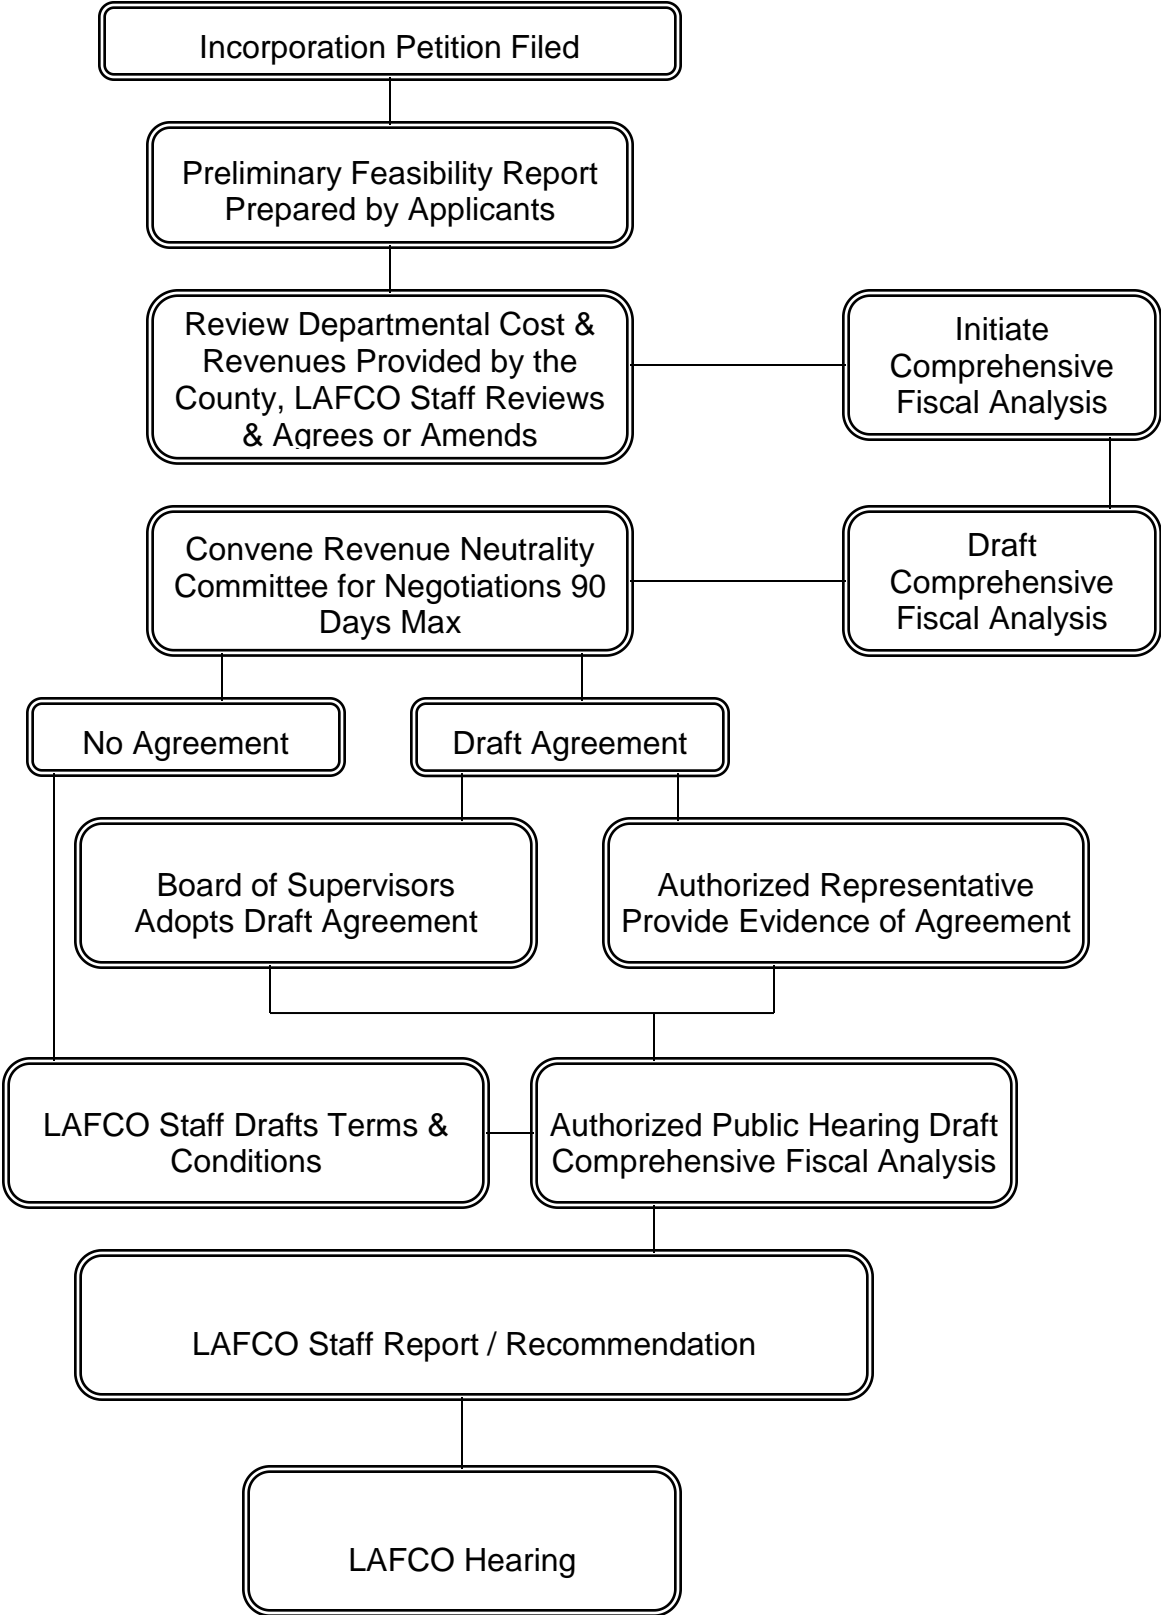 Incorporation Petition Filed
Preliminary Feasibility Report
Prepared by Applicants
Review Departmental Cost &
Revenues Provided by the
County, LAFCO Staff Reviews
& Agrees or Amends
Initiate
Comprehensive
Fiscal Analysis
Convene Revenue Neutrality
Committee for Negotiations 90
Days Max
Draft
Comprehensive
Fiscal Analysis
No Agreement
Draft Agreement
Board of Supervisors
Adopts Draft Agreement
Authorized Representative
Provide Evidence of Agreement
LAFCO Staff Drafts Terms &
Conditions
Authorized Public Hearing Draft
Comprehensive Fiscal Analysis
LAFCO Staff Report / Recommendation
LAFCO Hearing